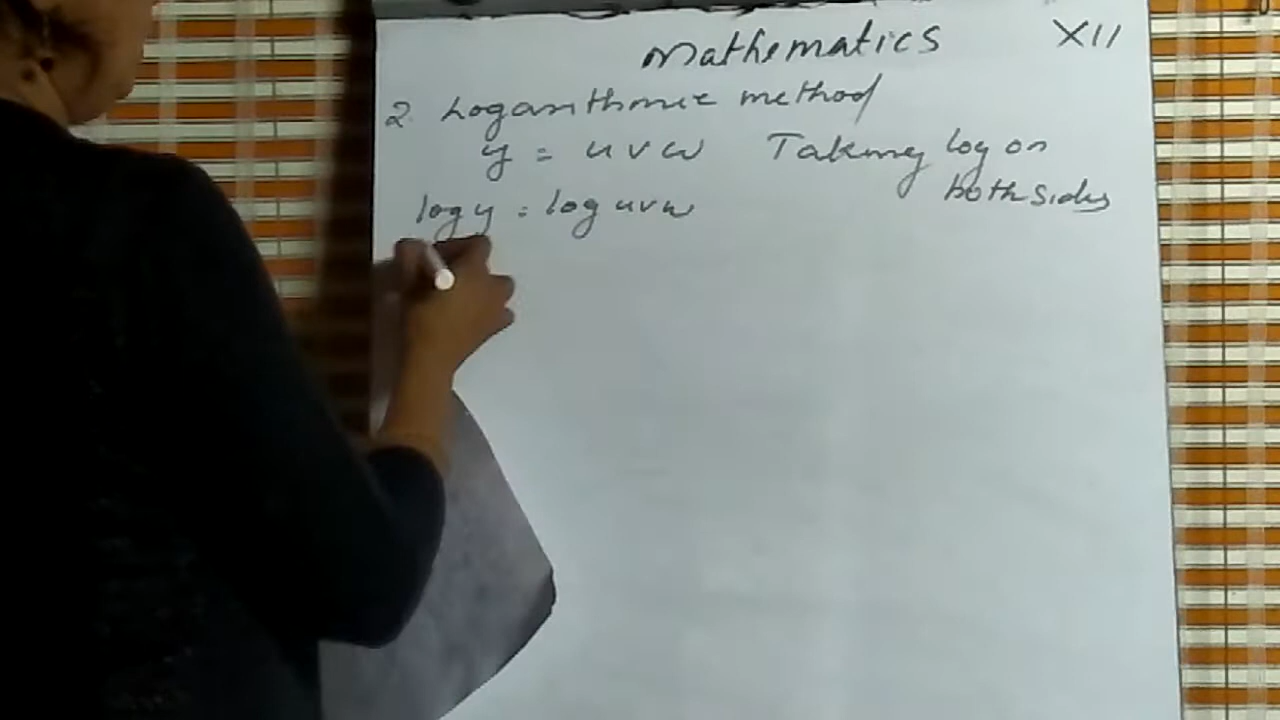 Mathematics XII
2. Logarithmic method
y = uvw Taking log on
both sides
log y = log uvw